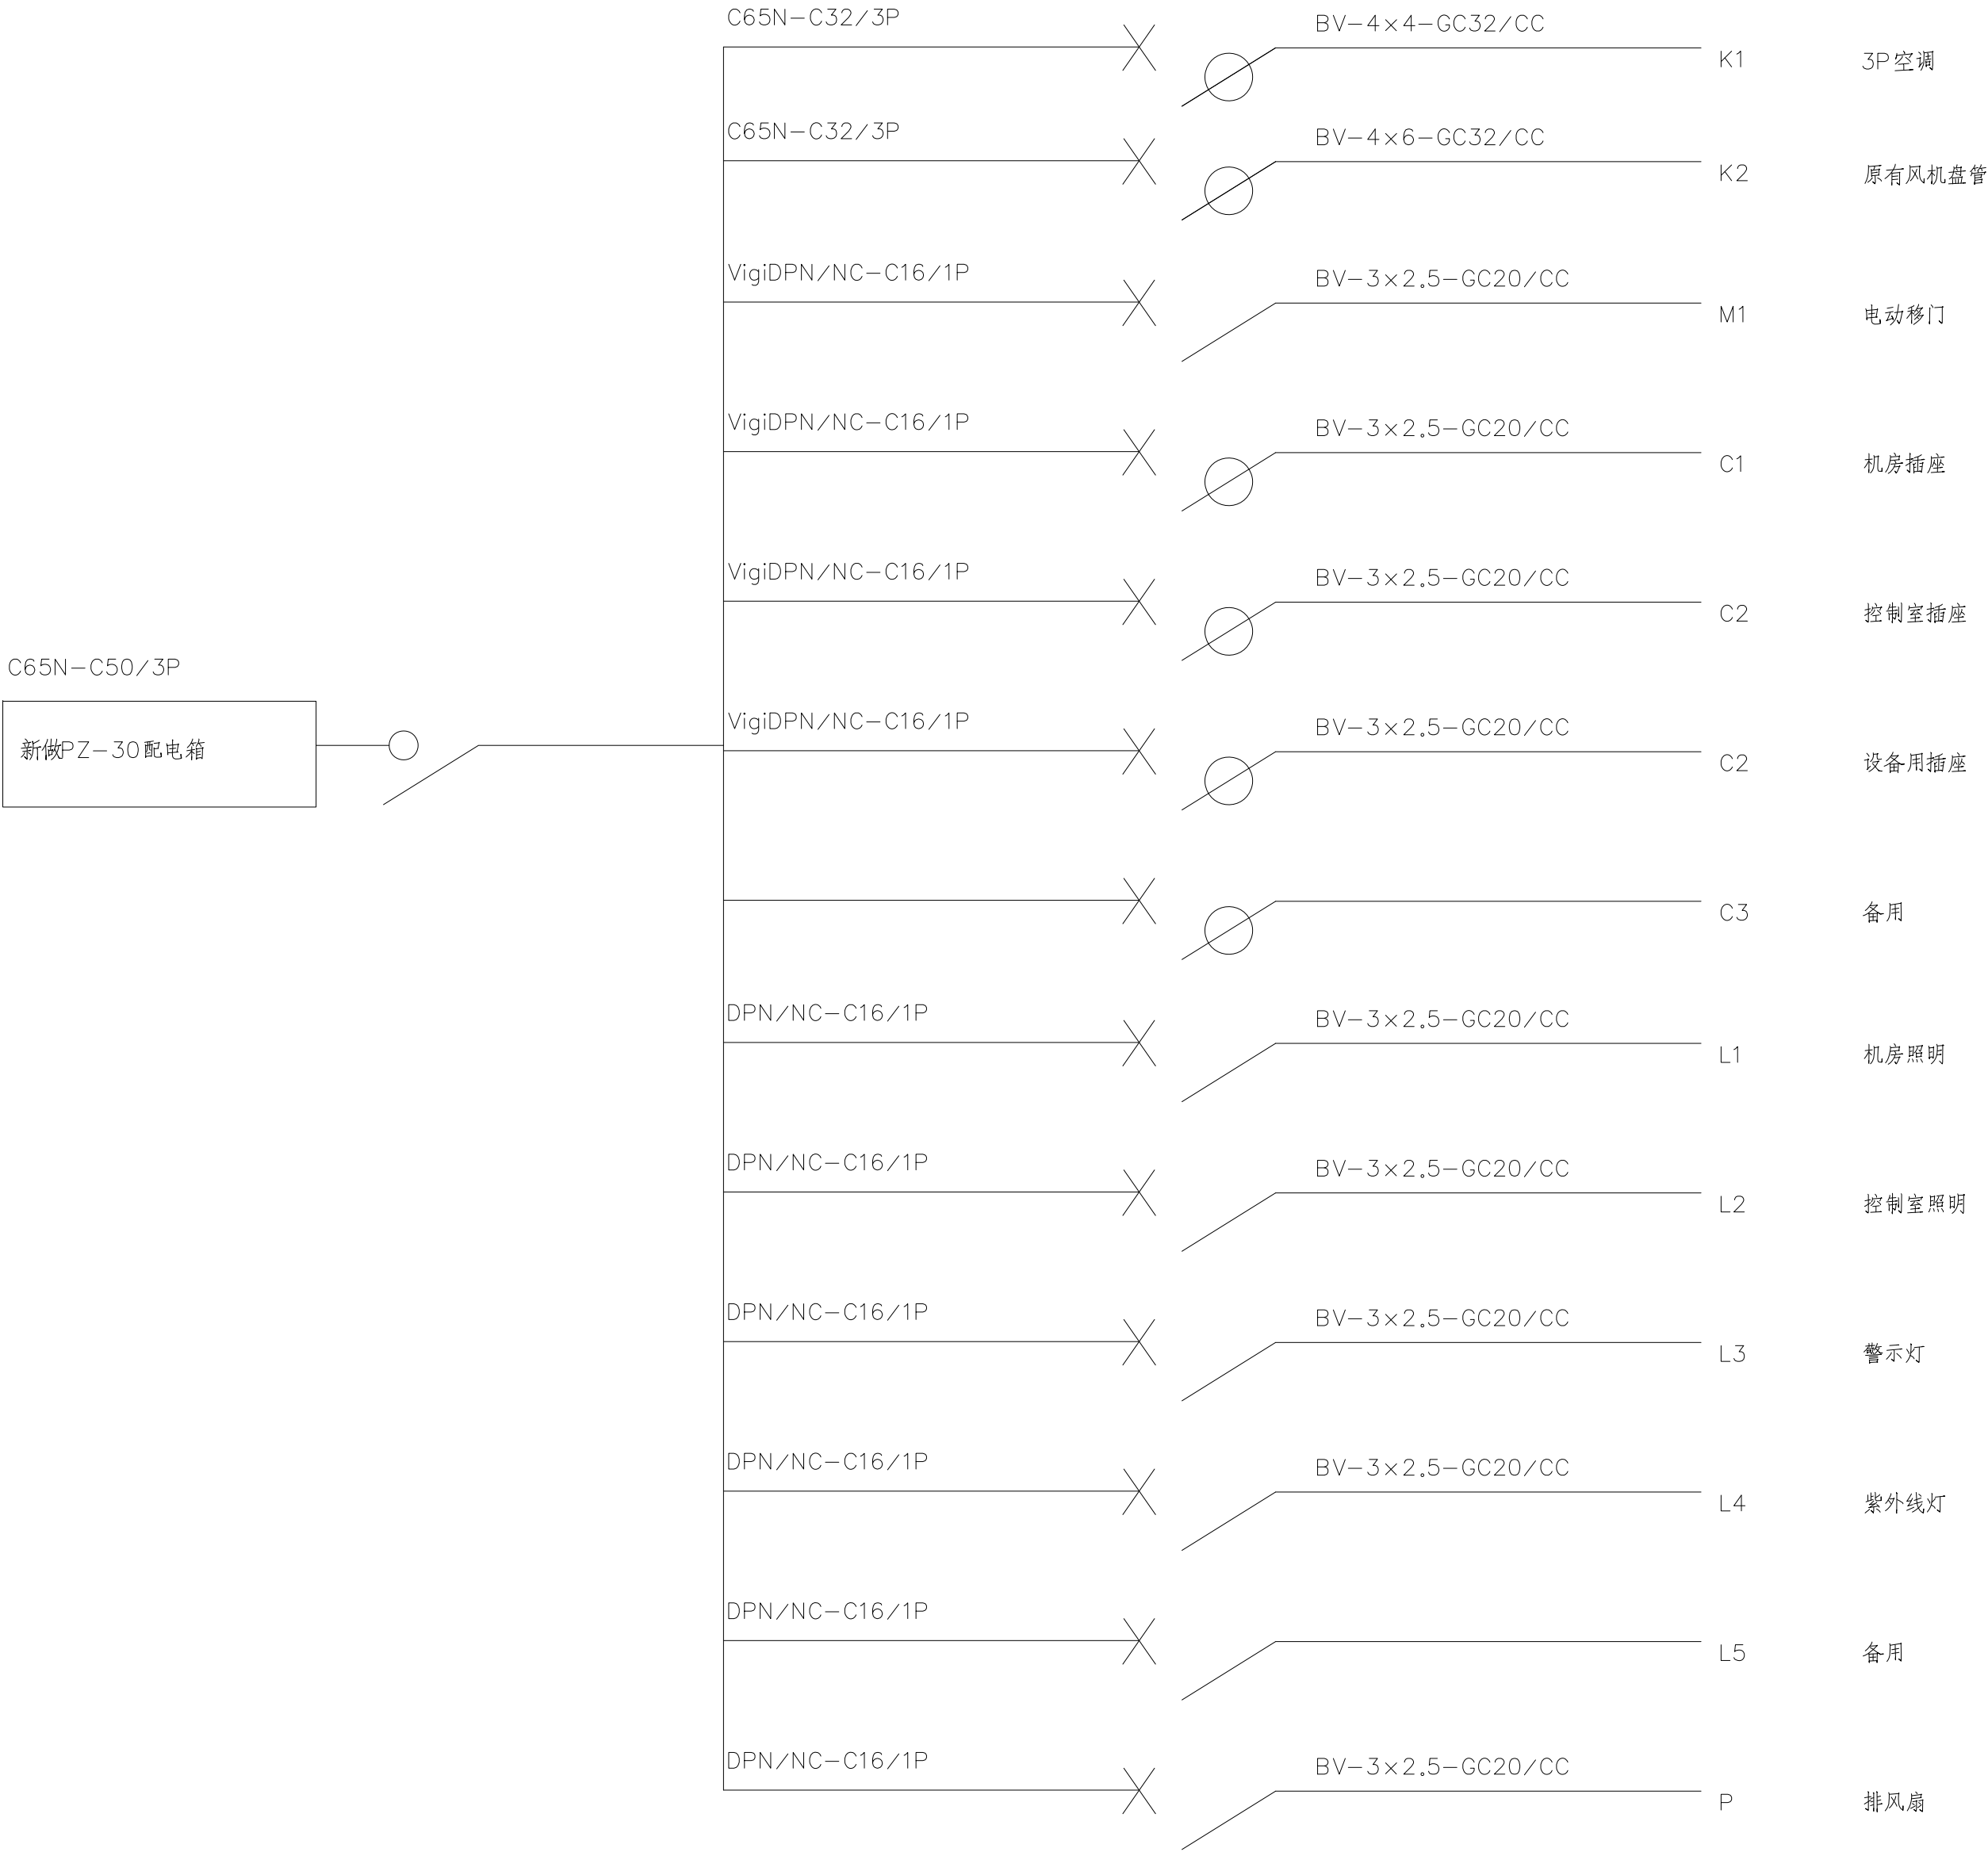 C65N-C32/3P
BV-4×4-GC32/CC
K1 3P空调
C65N-C32/3P
BV-4×6-GC32/CC
K2 原有风机盘管
VigiDPN/NC-C16/1P
BV-3×2.5-GC20/CC
M1 电动移门
VigiDPN/NC-C16/1P
BV-3×2.5-GC20/CC
C1 机房插座
VigiDPN/NC-C16/1P
BV-3×2.5-GC20/CC
C2 控制室插座
C65N-C50/3P
新做PZ-30配电箱
VigiDPN/NC-C16/1P
BV-3×2.5-GC20/CC
C2 设备用插座
C3 备用
DPN/NC-C16/1P
BV-3×2.5-GC20/CC
L1 机房照明
DPN/NC-C16/1P
BV-3×2.5-GC20/CC
L2 控制室照明
DPN/NC-C16/1P
BV-3×2.5-GC20/CC
L3 警示灯
DPN/NC-C16/1P
BV-3×2.5-GC20/CC
L4 紫外线灯
DPN/NC-C16/1P
L5 备用
DPN/NC-C16/1P
BV-3×2.5-GC20/CC
P 排风扇